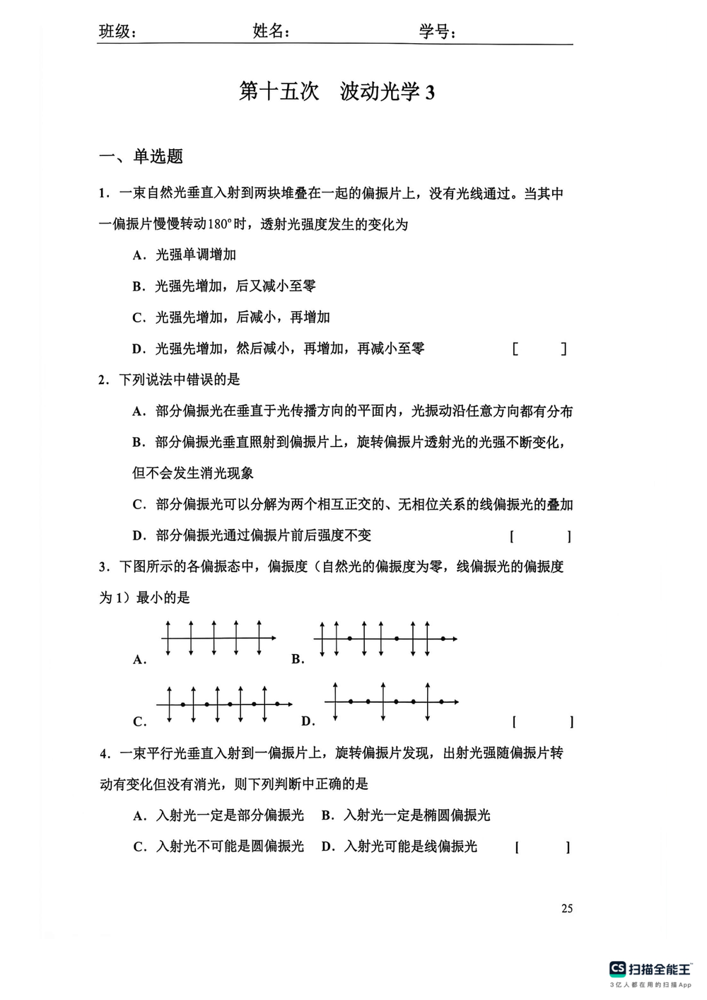 班级：	姓名：	学号：
第十五次　波动光学 3
一、单选题
1．一束自然光垂直入射到两块堆叠在一起的偏振片上，没有光线通过。当其中
一偏振片慢慢转动180°时，透射光强度发生的变化为
A．光强单调增加
B．光强先增加，后又减小至零
C．光强先增加，后减小，再增加
D．光强先增加，然后减小，再增加，再减小至零	[	]
2．下列说法中错误的是
A．部分偏振光在垂直于光传播方向的平面内，光振动沿任意方向都有分布
B．部分偏振光垂直照射到偏振片上，旋转偏振片透射光的光强不断变化，
但不会发生消光现象
C．部分偏振光可以分解为两个相互正交的、无相位关系的线偏振光的叠加
D．部分偏振光通过偏振片前后强度不变	[	]
3．下图所示的各偏振态中，偏振度（自然光的偏振度为零，线偏振光的偏振度
为 1）最小的是
A．	B．
C．	D．	[	]
4．一束平行光垂直入射到一偏振片上，旋转偏振片发现，出射光强随偏振片转
动有变化但没有消光，则下列判断中正确的是
A．入射光一定是部分偏振光	B．入射光一定是椭圆偏振光
C．入射光不可能是圆偏振光	D．入射光可能是线偏振光	[	]
25
CS 扫描全能王™
3亿人都在用的扫描App